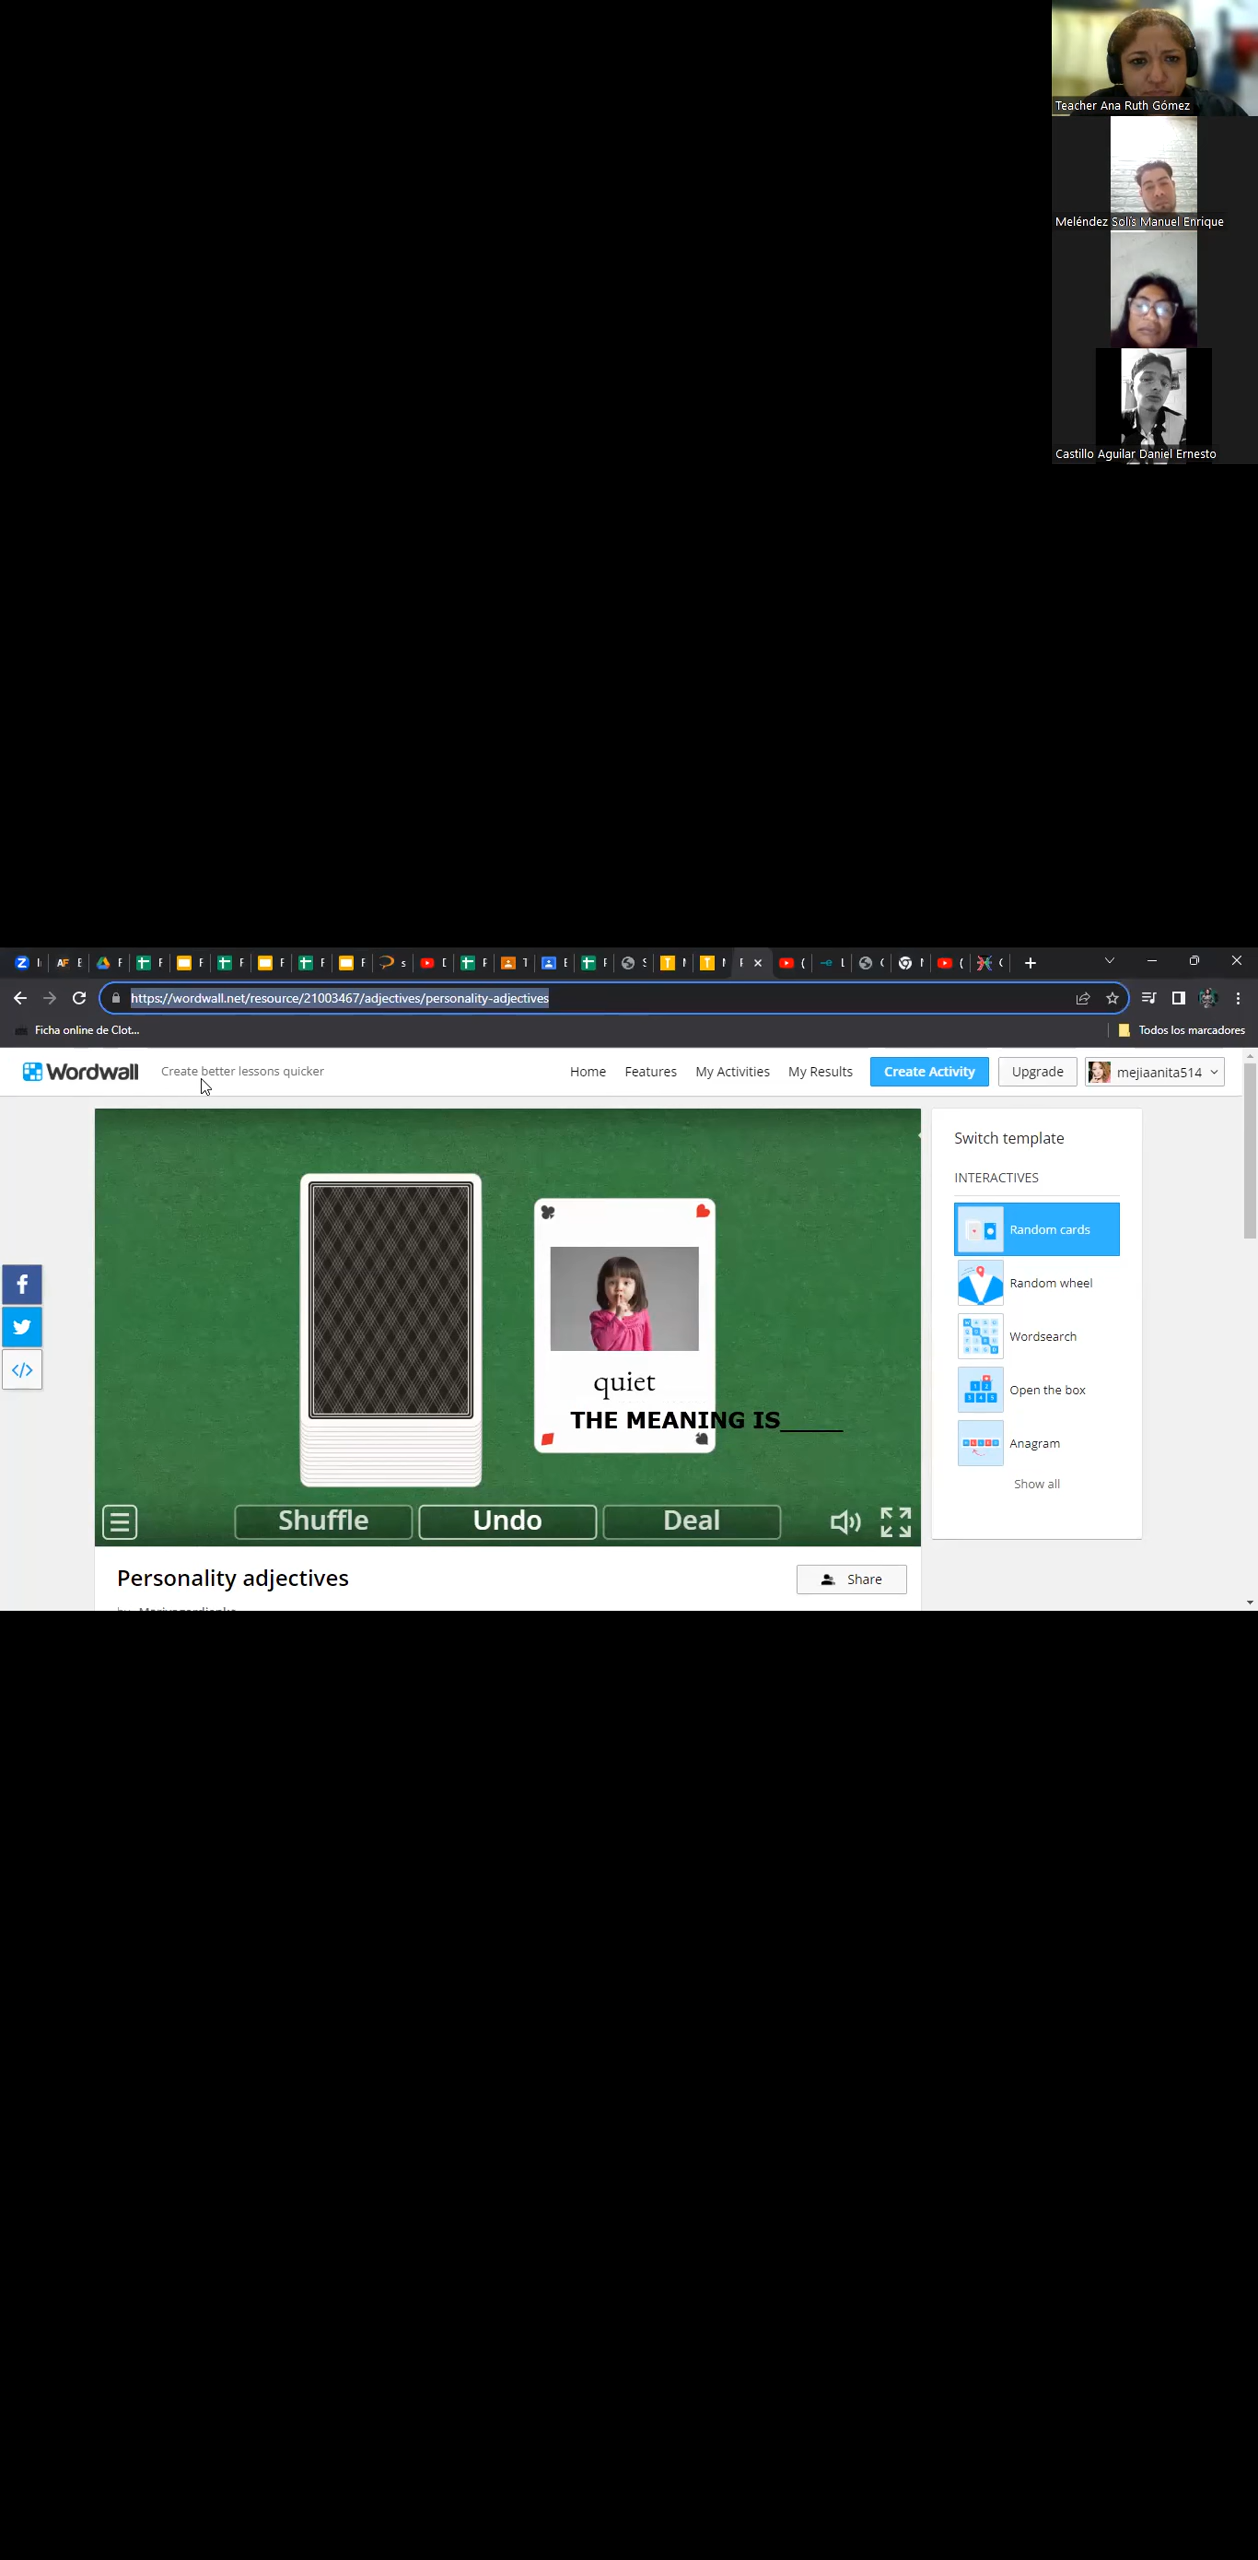 Teacher Ana Ruth Gómez
Meléndez Solís Manuel Enrique
Castillo Aguilar Daniel Ernesto
https://wordwall.net/resource/21003467/adjectives/personality-adjectives
Ficha online de Clot...
Todos los marcadores
Wordwall
Create better lessons quicker
Home
Features
My Activities
My Results
Create Activity
Upgrade
mejiaanita514
Switch template
INTERACTIVES
Random cards
Random wheel
Wordsearch
Open the box
Anagram
Show all
quiet
THE MEANING IS_____
Shuffle
Undo
Deal
Personality adjectives
Share